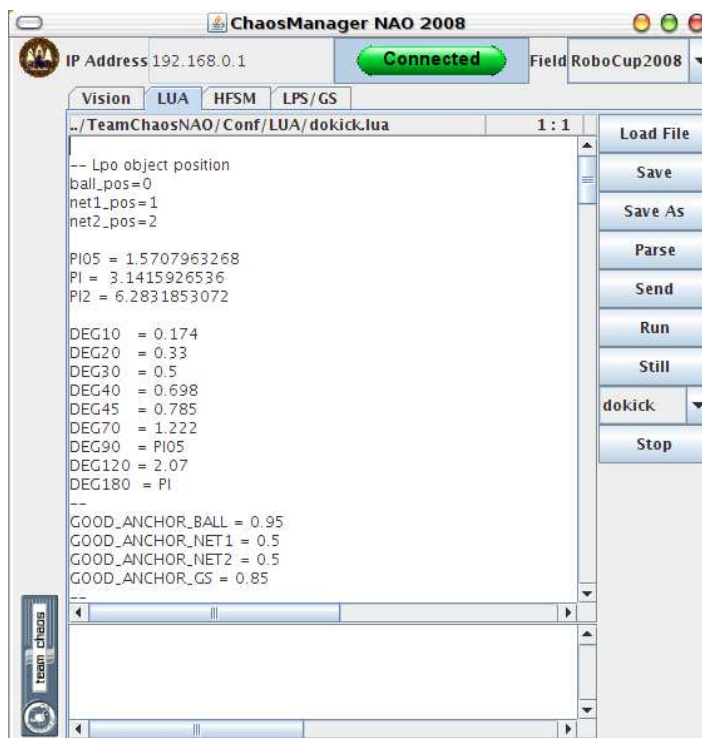 ChaosManager NAO 2008
IP Address 192.168.0.1 Connected Field RoboCup2008
Vision LUA HFSM LPS/GS
../TeamChaosNAO/Conf/LUA/dokick.lua 1:1
-- Lpo object position
ball_pos=0
net1_pos=1
net2_pos=2
PI05 = 1.5707963268
PI = 3.1415926536
PI2 = 6.2831853072
DEG10 = 0.174
DEG20 = 0.33
DEG30 = 0.5
DEG40 = 0.698
DEG45 = 0.785
DEG70 = 1.222
DEG90 = PI05
DEG120 = 2.07
DEG180 = PI
--
GOOD_ANCHOR_BALL = 0.95
GOOD_ANCHOR_NET1 = 0.5
GOOD_ANCHOR_NET2 = 0.5
GOOD_ANCHOR_GS = 0.85
--
Load File
Save
Save As
Parse
Send
Run
Still
dokick
Stop
team chaos